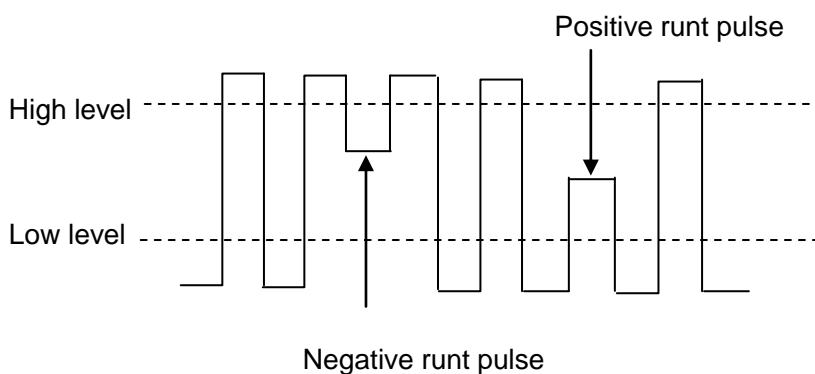 Positive runt pulse
High level
Low level
Negative runt pulse